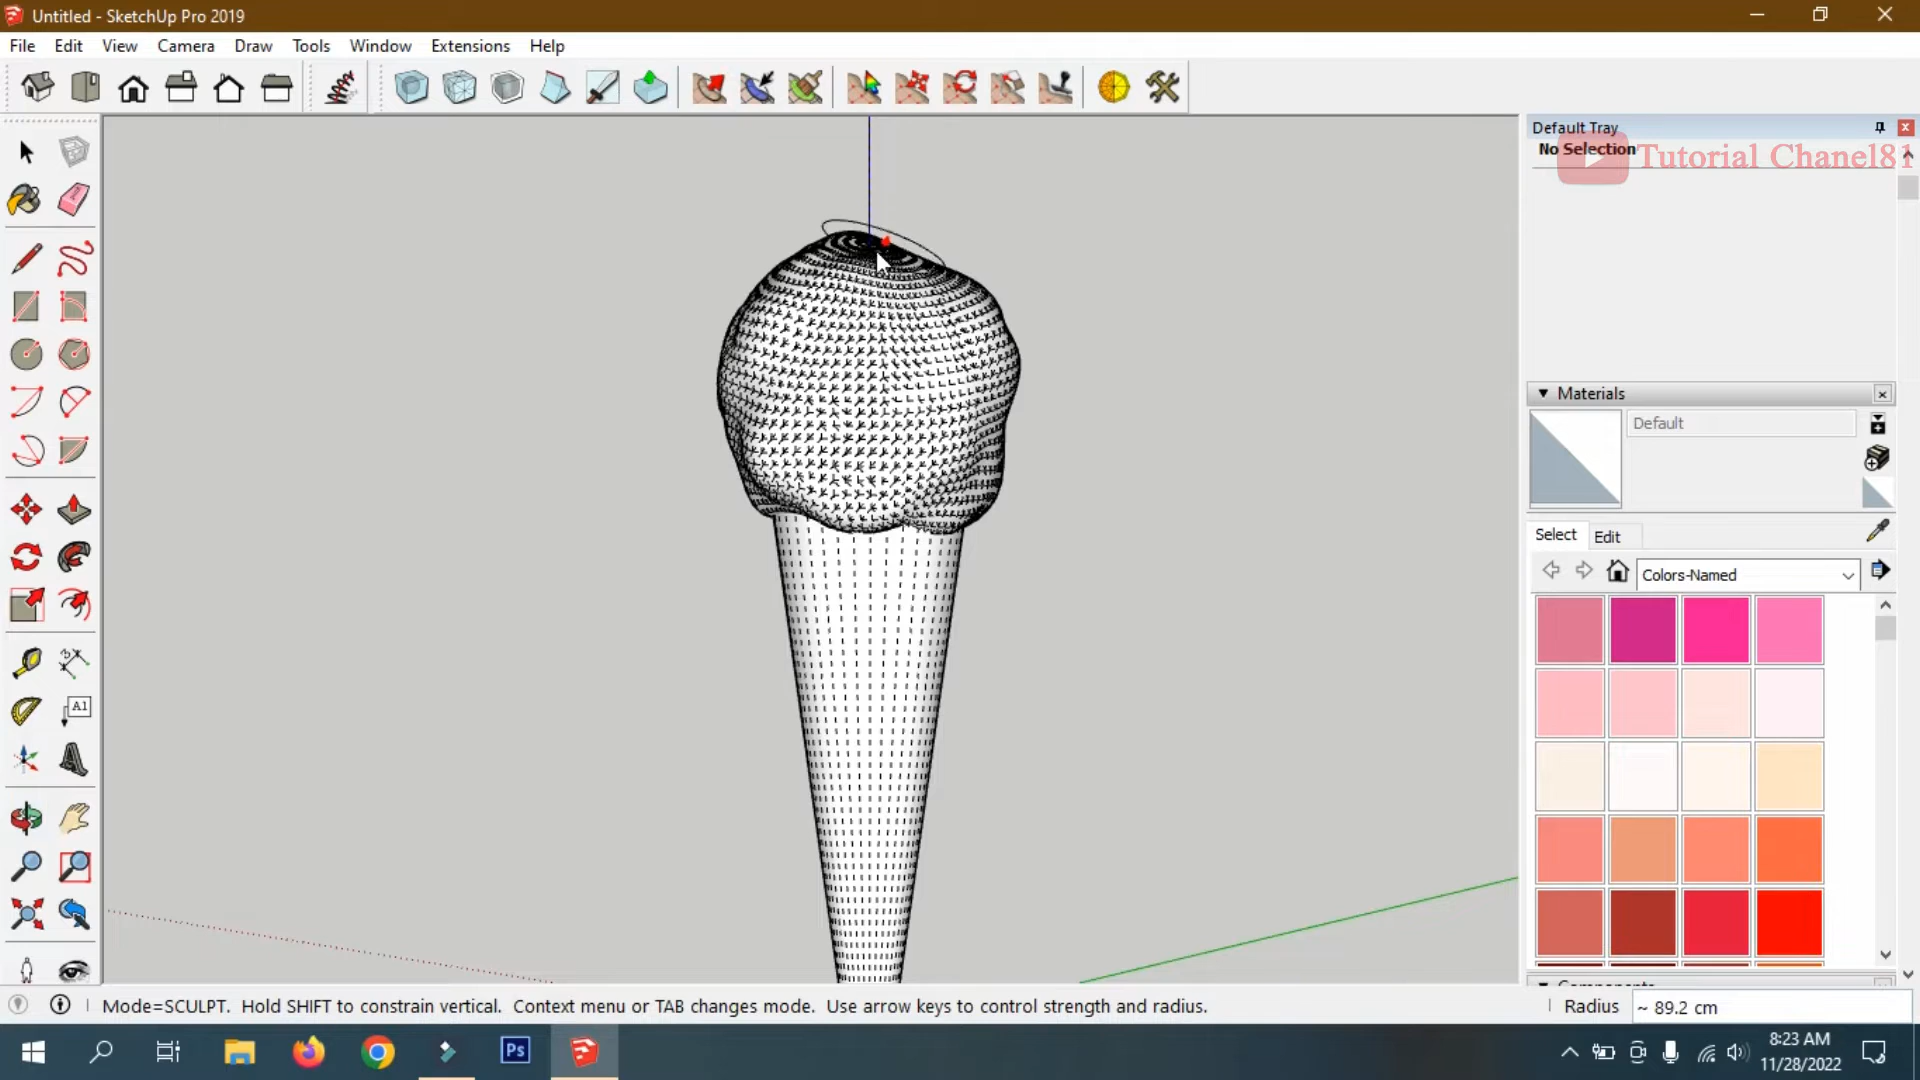 Untitled - SketchUp Pro 2019
File Edit View Camera Draw Tools Window Extensions Help
Default Tray
No Selection
Tutorial Chanel81
Materials
Default
Select Edit
Colors-Named
A1
Mode=SCULPT. Hold SHIFT to constrain vertical. Context menu or TAB changes mode. Use arrow keys to control strength and radius.
Radius ~ 89.2 cm
Ps
8:23 AM
11/28/2022